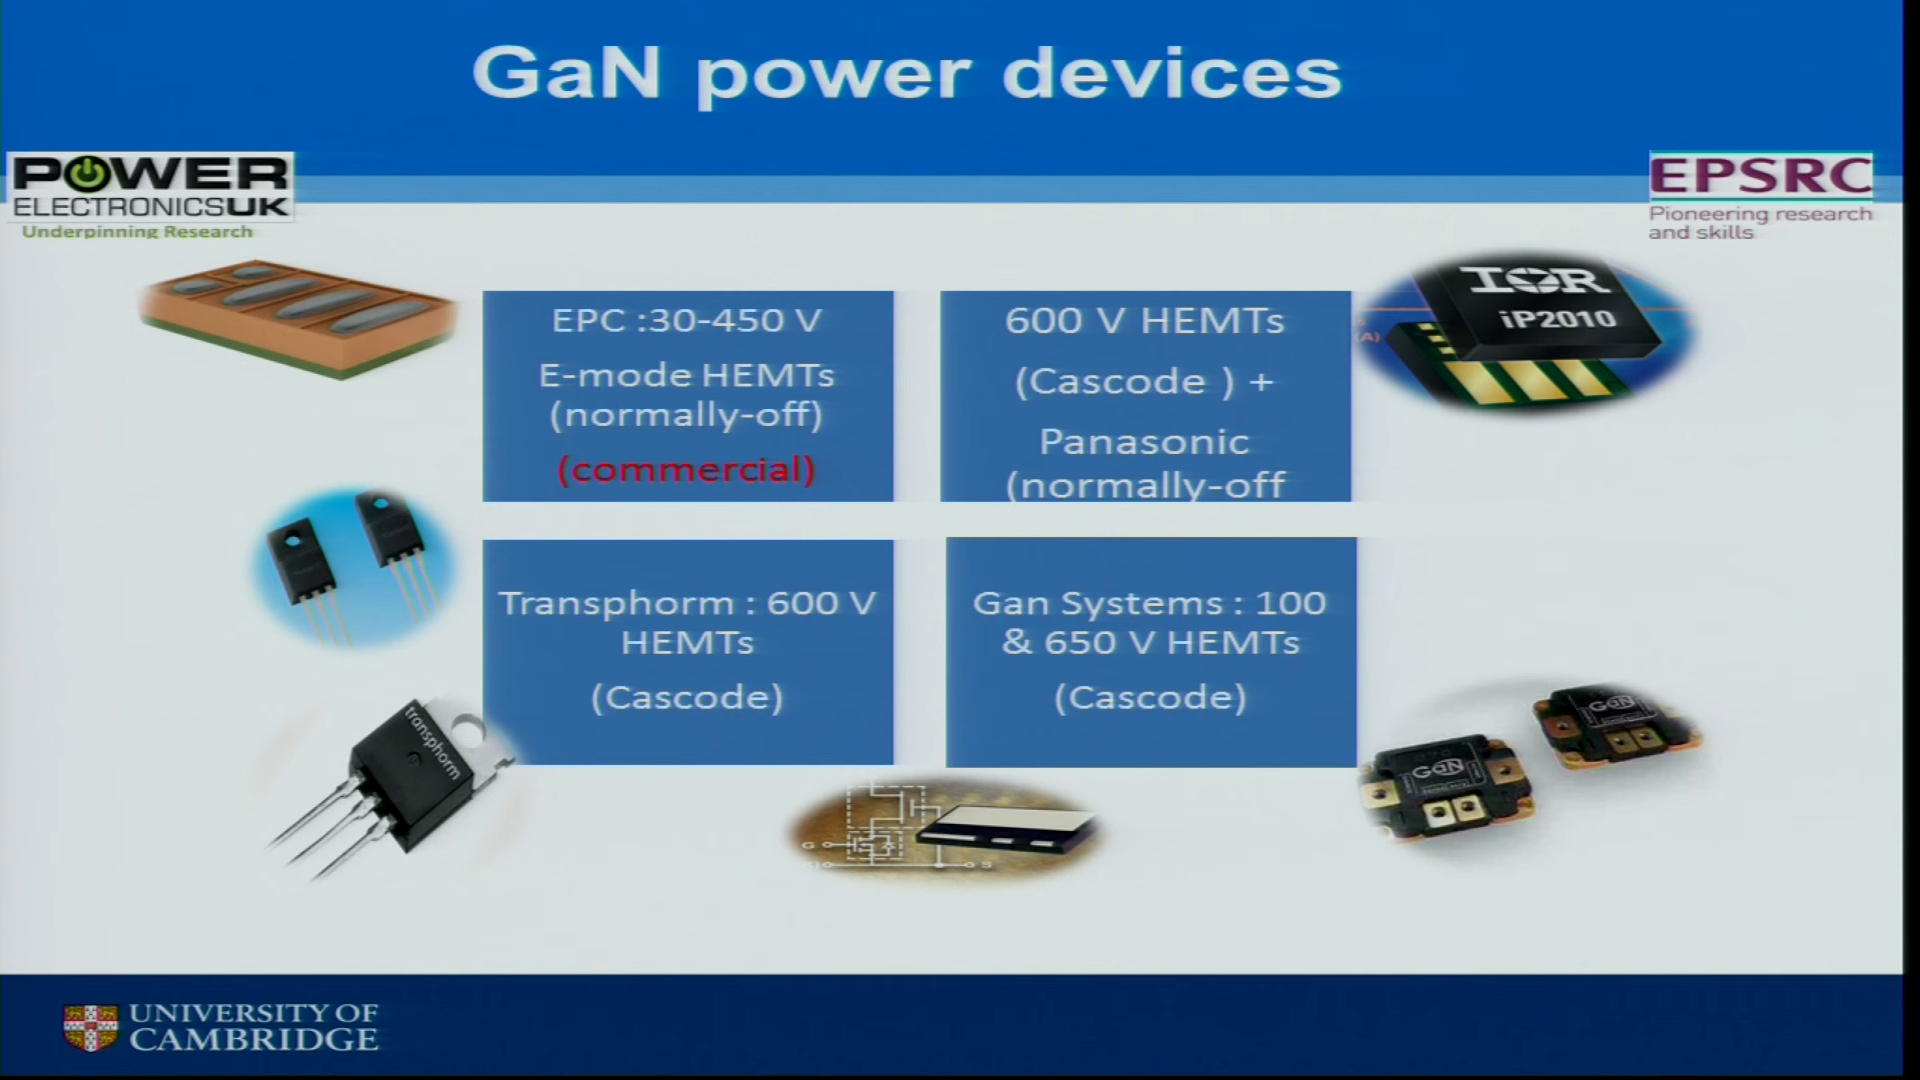 GaN power devices
POWER
ELECTRONICSUK
Underpinning Research
EPSRC
Pioneering research
and skills
EPC :30-450 V
E-mode HEMTs
(normally-off)
(commercial)
600 V HEMTs
(Cascode ) +
Panasonic
(normally-off
IOR
iP2010
(A)
Transphorm : 600 V
HEMTs
(Cascode)
Gan Systems : 100
& 650 V HEMTs
(Cascode)
transphorm
GaN
GaN
G
S
UNIVERSITY OF
CAMBRIDGE